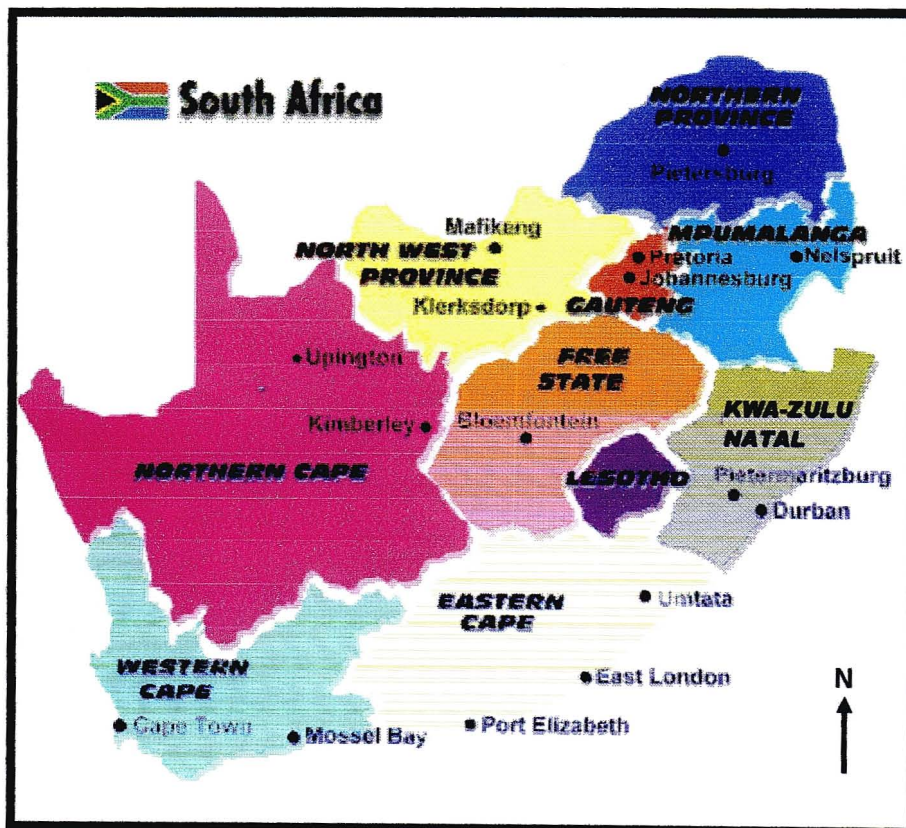 South Africa
NORTHERN
PROVINCE
Pietersburg
Mafikeng
NORTH WEST
PROVINCE
MPUMALANGA
Pretoria
Nelspruit
Johannesburg
Klerksdorp
GAUTENG
Upington
FREE
STATE
Kimberley
Bloemfontein
KWA-ZULU
NATAL
NORTHERN CAPE
LESOTHO
Pietermaritzburg
Durban
EASTERN
CAPE
Umtata
WESTERN
CAPE
East London
N
Cape Town
Mossel Bay
Port Elizabeth